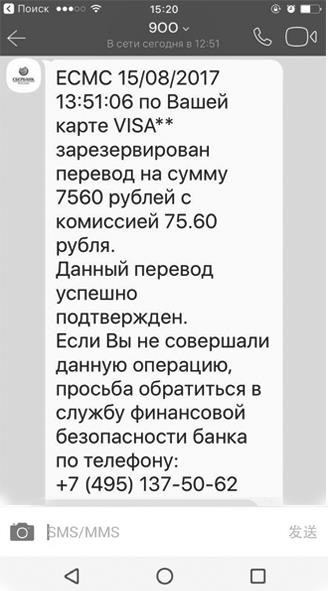 Поиск
15:20
900
В сети сегодня в 12:51
СБЕРБАНК
ЕСМС 15/08/2017
13:51:06 по Вашей
карте VISA**
зарезервирован
перевод на сумму
7560 рублей с
комиссией 75.60
рубля.
Данный перевод
успешно
подтвержден.
Если Вы не совершали
данную операцию,
просьба обратиться в
службу финансовой
безопасности банка
по телефону:
+7 (495) 137-50-62
SMS/MMS
发送